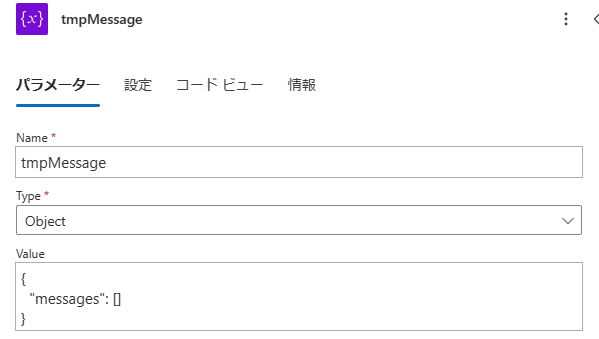 {x} tmpMessage
パラメーター 設定 コード ビュー 情報
Name *
tmpMessage
Type *
Object
Value
{
"messages": []
}